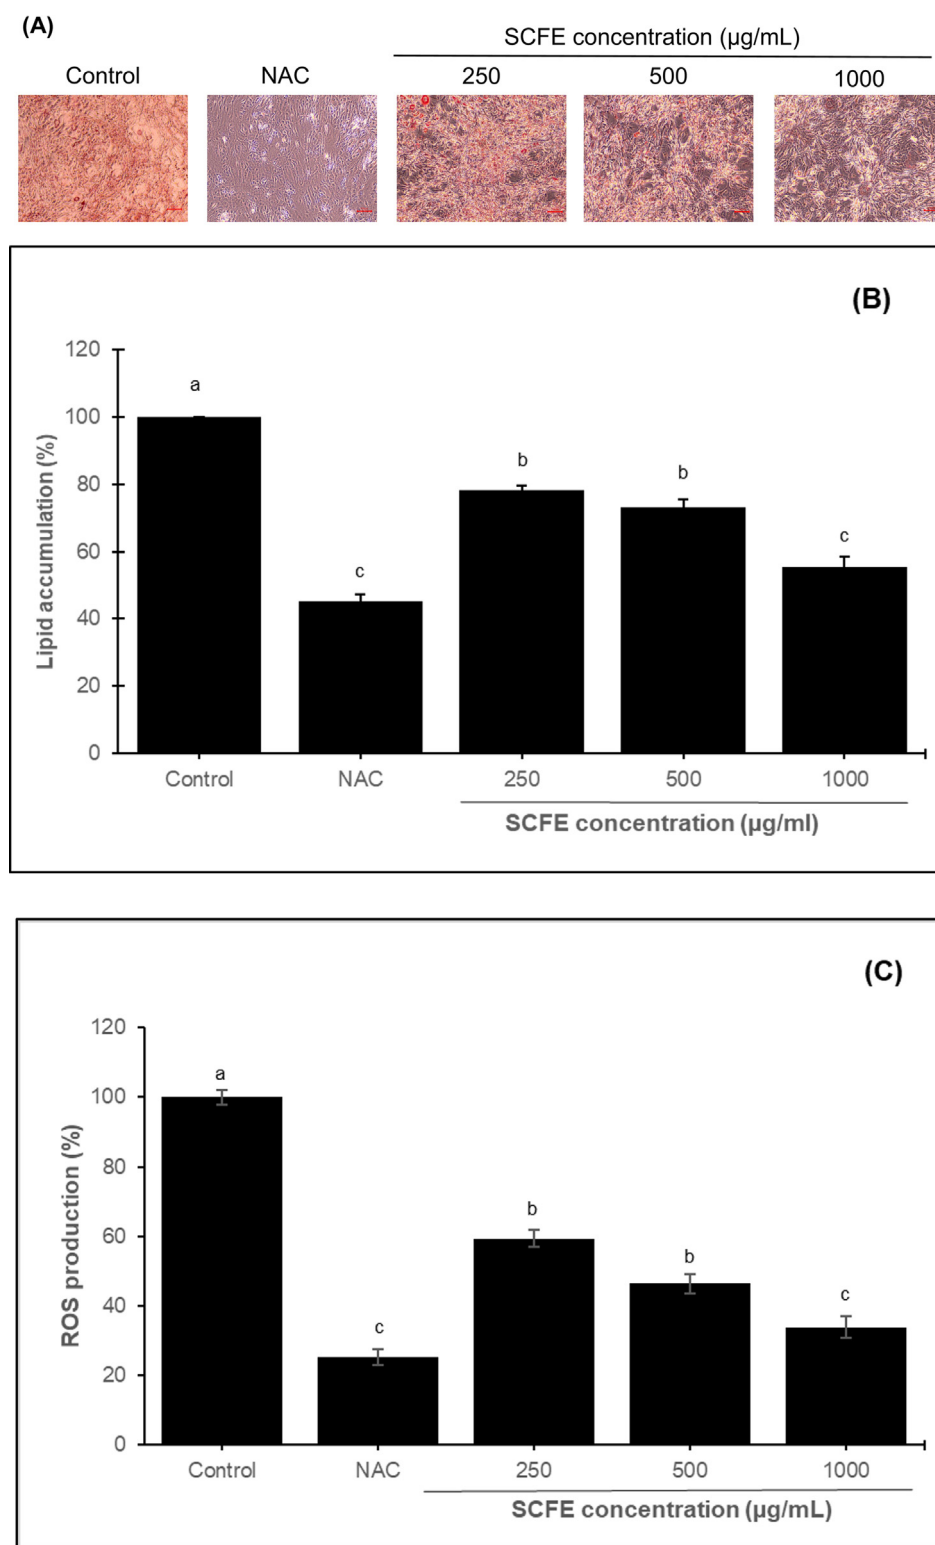 (A)
SCFE concentration (µg/mL)
Control NAC 250 500 1000
(B)
120
100
80
60
40
20
0
Lipid accumulation (%)
a
c
b
b
c
Control NAC 250 500 1000
SCFE concentration (µg/ml)
(C)
120
100
80
60
40
20
0
ROS production (%)
a
c
b
b
c
Control NAC 250 500 1000
SCFE concentration (µg/mL)